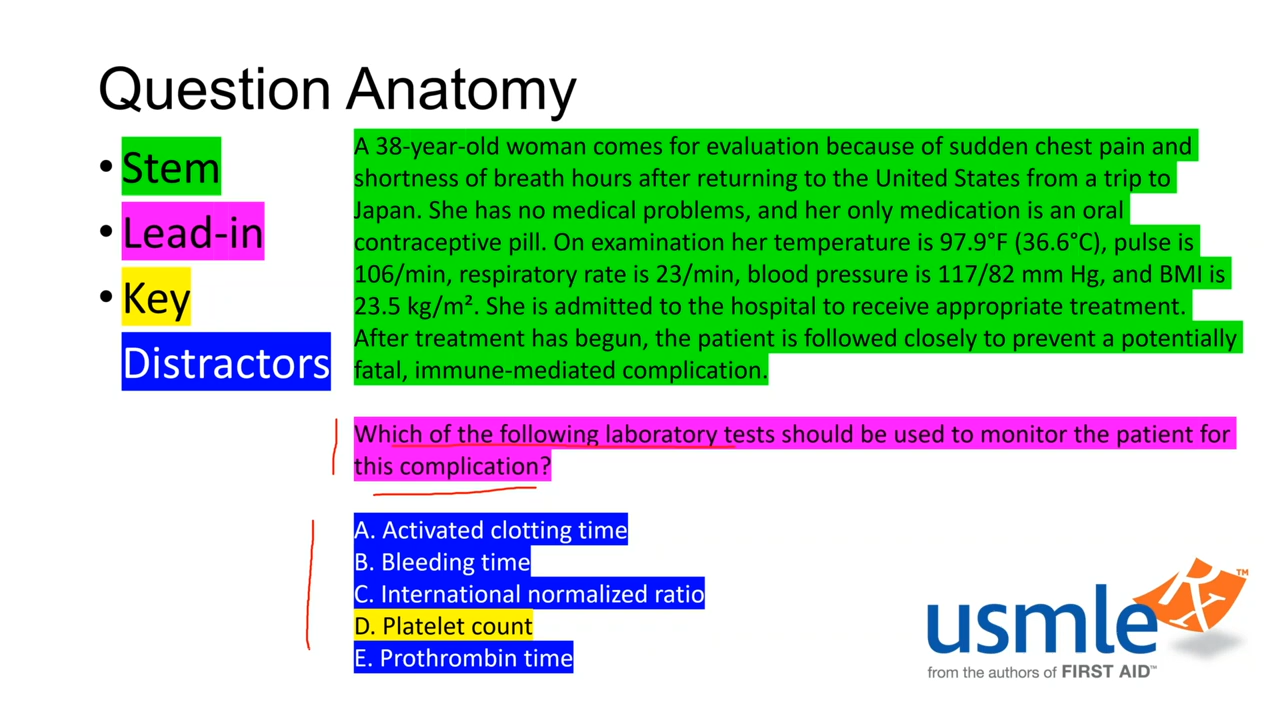 Question Anatomy
• Stem
• Lead-in
• Key
Distractors
A 38-year-old woman comes for evaluation because of sudden chest pain and
shortness of breath hours after returning to the United States from a trip to
Japan. She has no medical problems, and her only medication is an oral
contraceptive pill. On examination her temperature is 97.9°F (36.6°C), pulse is
106/min, respiratory rate is 23/min, blood pressure is 117/82 mm Hg, and BMI is
23.5 kg/m². She is admitted to the hospital to receive appropriate treatment.
After treatment has begun, the patient is followed closely to prevent a potentially
fatal, immune-mediated complication.
Which of the following laboratory tests should be used to monitor the patient for
this complication?
A. Activated clotting time
B. Bleeding time
C. International normalized ratio
D. Platelet count
E. Prothrombin time
usmle Rx™
from the authors of FIRST AID™